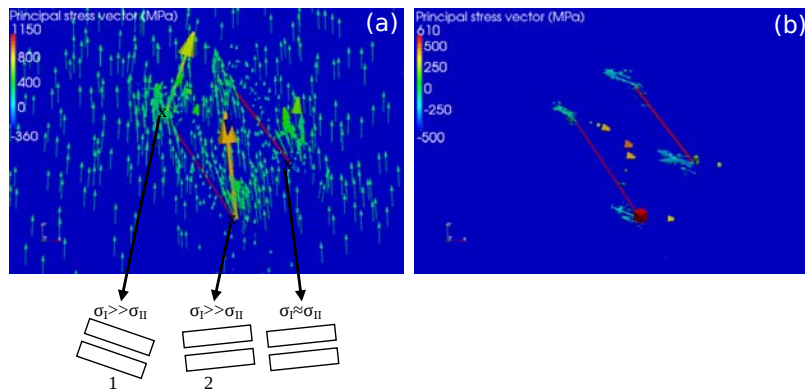 Principal stress vector (MPa)
(a)
1150
800
400
0
-360
Principal stress vector (MPa)
(b)
610
500
250
0
-250
-500
σI>>σII
σI>>σII
σI≈σII
1
2